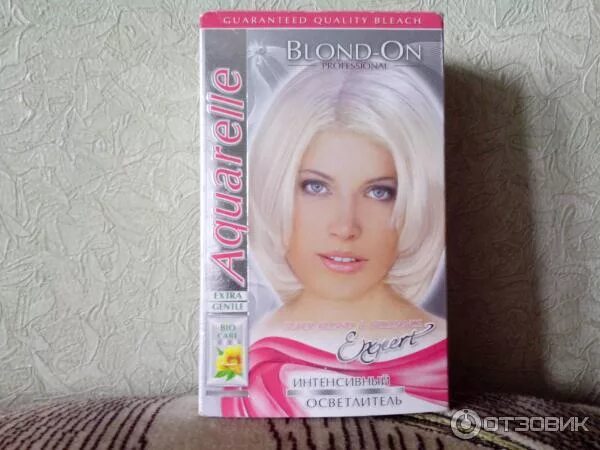 GUARANTEED QUALITY BLEACH
BLOND-ON
PROFESSIONAL
Aquarelle
EXTRA
GENTLE
BIO
CARE
Expert
ИНТЕНСИВНЫЙ
ОСВЕТЛИТЕЛЬ
ОТЗОВИК